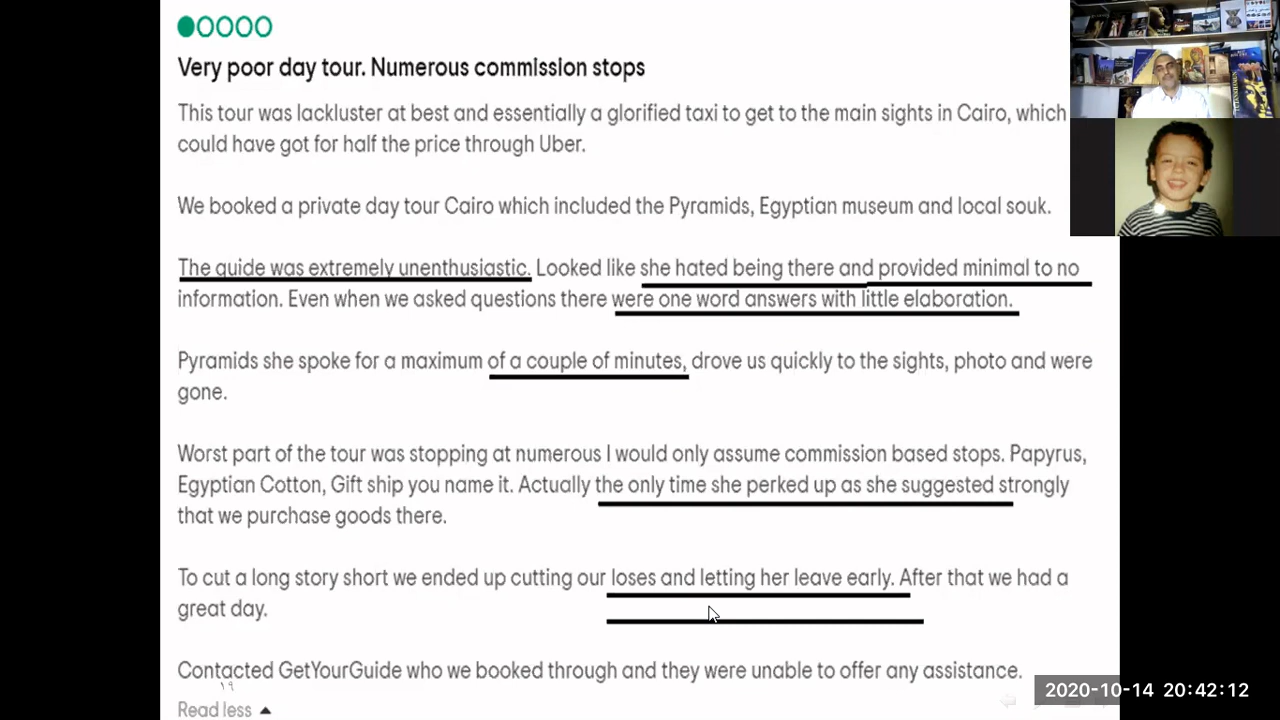 Very poor day tour. Numerous commission stops
This tour was lackluster at best and essentially a glorified taxi to get to the main sights in Cairo, which
could have got for half the price through Uber.
We booked a private day tour Cairo which included the Pyramids, Egyptian museum and local souk.
The guide was extremely unenthusiastic. Looked like she hated being there and provided minimal to no
information. Even when we asked questions there were one word answers with little elaboration.
Pyramids she spoke for a maximum of a couple of minutes, drove us quickly to the sights, photo and were
gone.
Worst part of the tour was stopping at numerous I would only assume commission based stops. Papyrus,
Egyptian Cotton, Gift ship you name it. Actually the only time she perked up as she suggested strongly
that we purchase goods there.
To cut a long story short we ended up cutting our loses and letting her leave early. After that we had a
great day.
Contacted GetYourGuide who we booked through and they were unable to offer any assistance.
١٩
Read less
2020-10-14 20:42:12